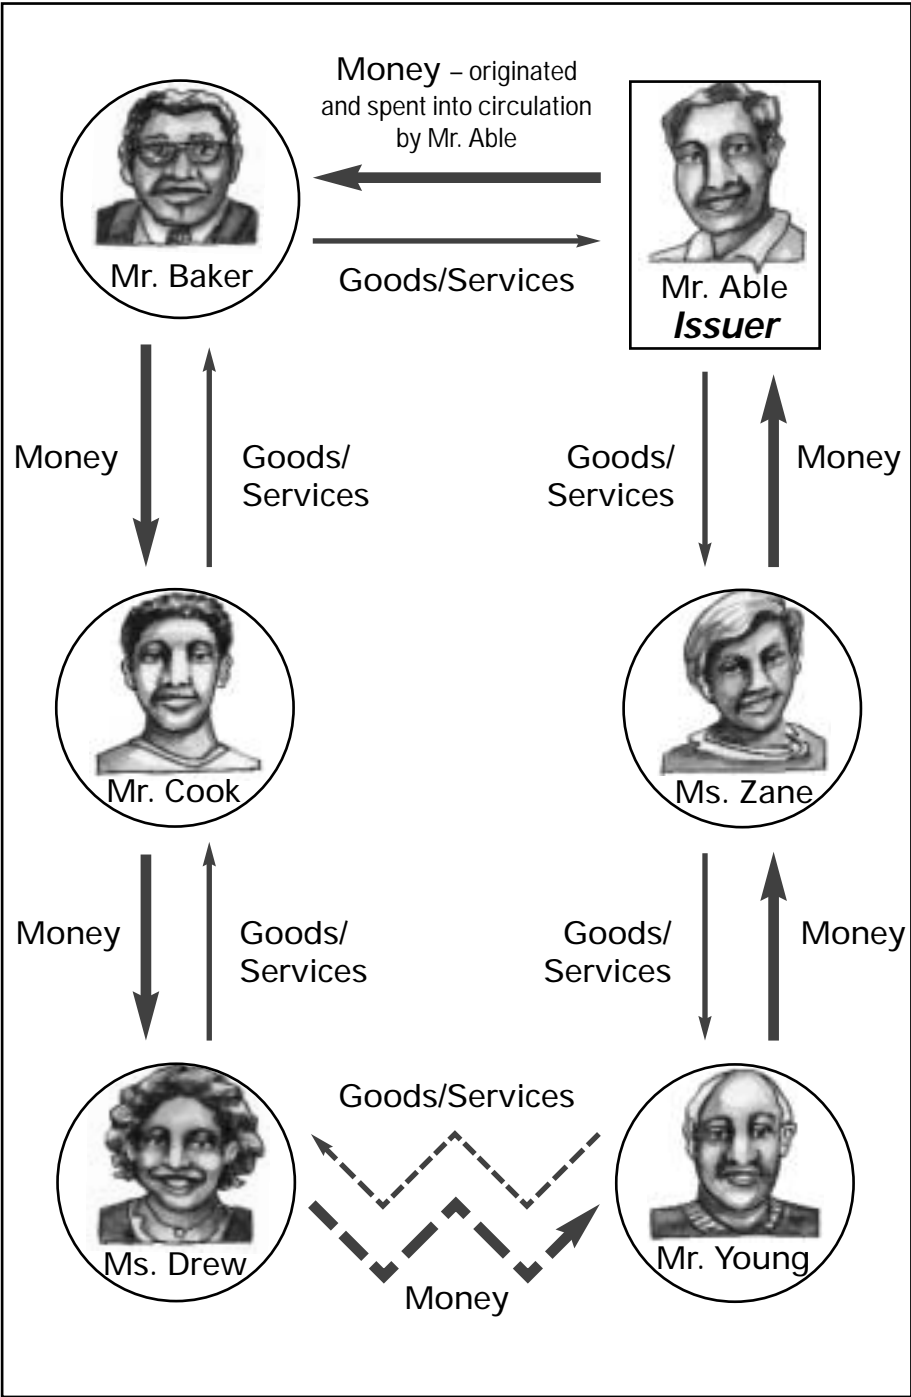 Money – originated
and spent into circulation
by Mr. Able
Mr. Baker
Goods/Services
Mr. Able
Issuer
Money
Goods/
Services
Goods/
Services
Money
Mr. Cook
Ms. Zane
Money
Goods/
Services
Goods/
Services
Money
Goods/Services
Ms. Drew
Mr. Young
Money